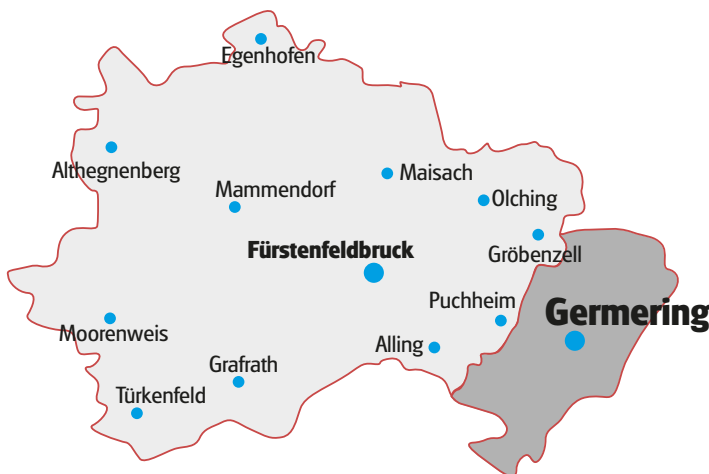 Egenhofen
Althegnenberg
Maisach
Mammendorf
Olching
Fürstenfeldbruck
Gröbenzell
Puchheim
Germering
Moorenweis
Alling
Grafrath
Türkenfeld